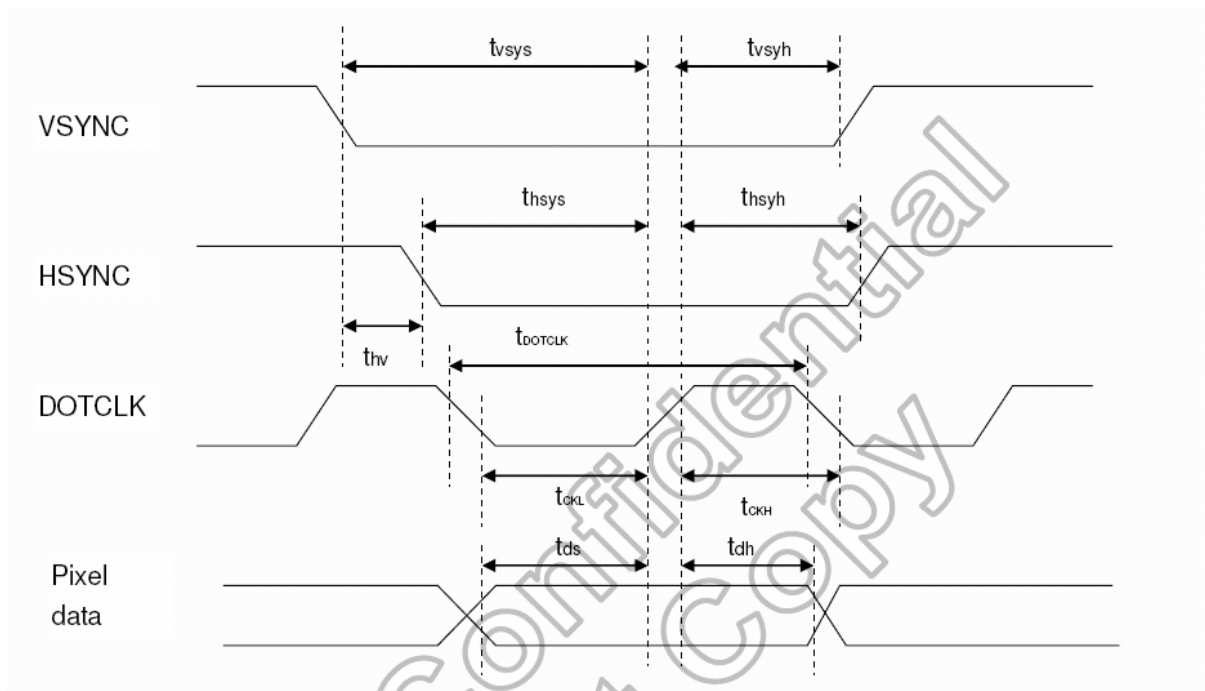 tvsys
tvsyh
VSYNC
thsys
thsyh
HSYNC
thv
tDOTCLK
DOTCLK
tCKL
tCKH
tds
tdh
Pixel
data
Confidential
Copy